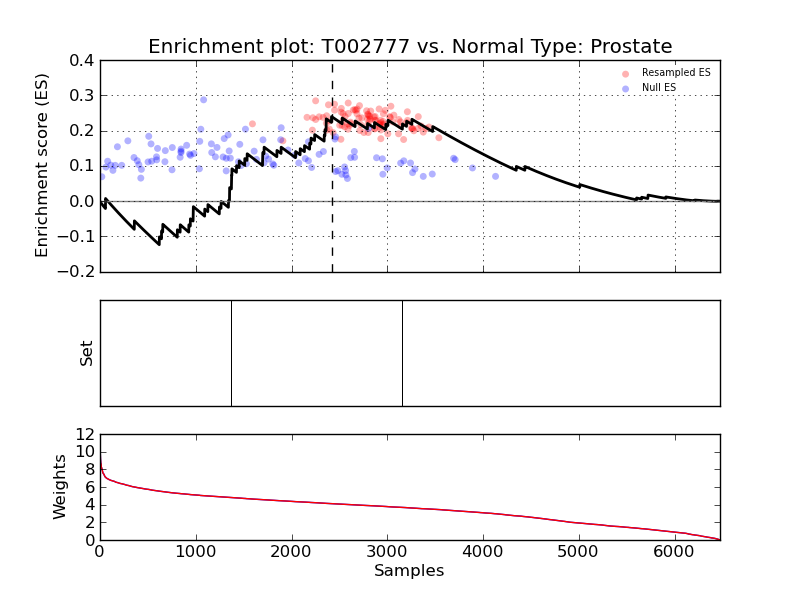 Enrichment plot: T002777 vs. Normal Type: Prostate
Enrichment score (ES)
0.4
0.3
0.2
0.1
0.0
−0.1
−0.2
Resampled ES
Null ES
Set
Weights
12
10
8
6
4
2
0
0 1000 2000 3000 4000 5000 6000
Samples